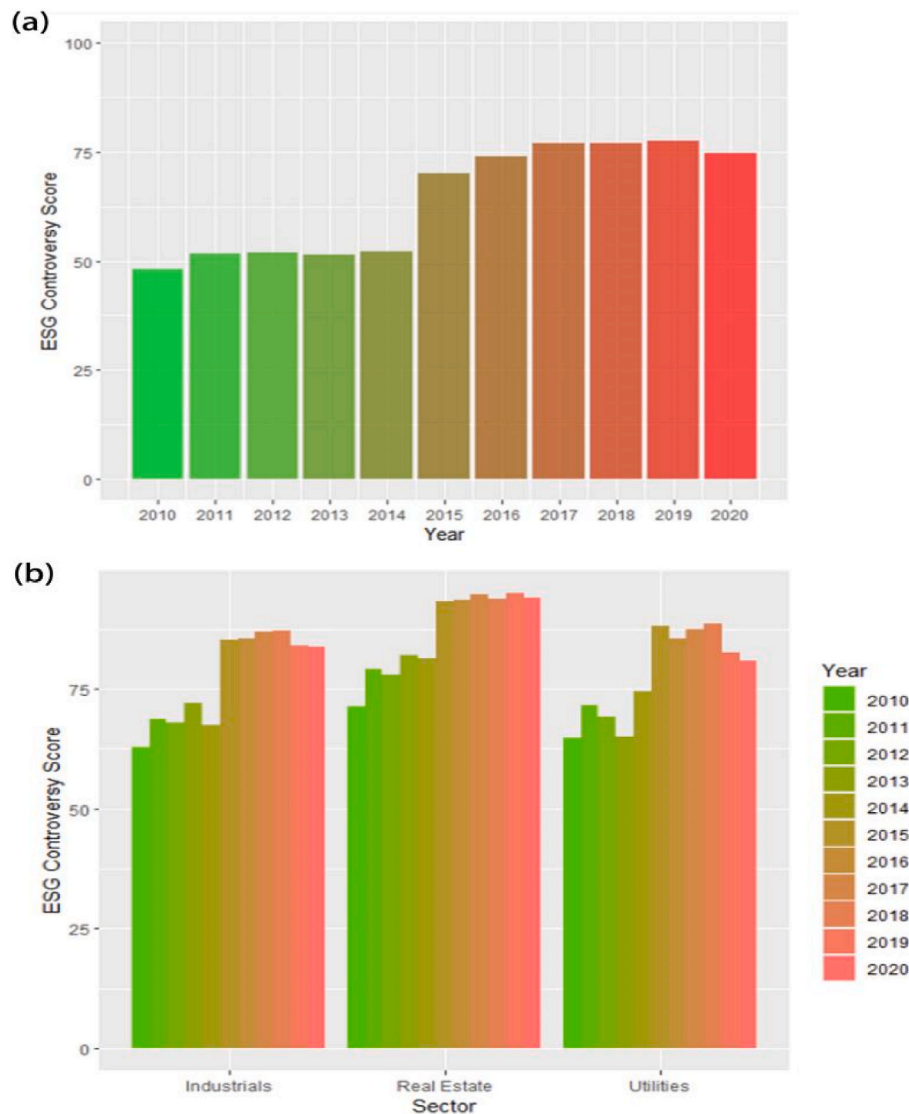 (a)
100
75
50
25
0
ESG Controversy Score
2010 2011 2012 2013 2014 2015 2016 2017 2018 2019 2020
Year
(b)
75
50
25
0
ESG Controversy Score
Industrials Real Estate Utilities
Sector
Year
2010
2011
2012
2013
2014
2015
2016
2017
2018
2019
2020